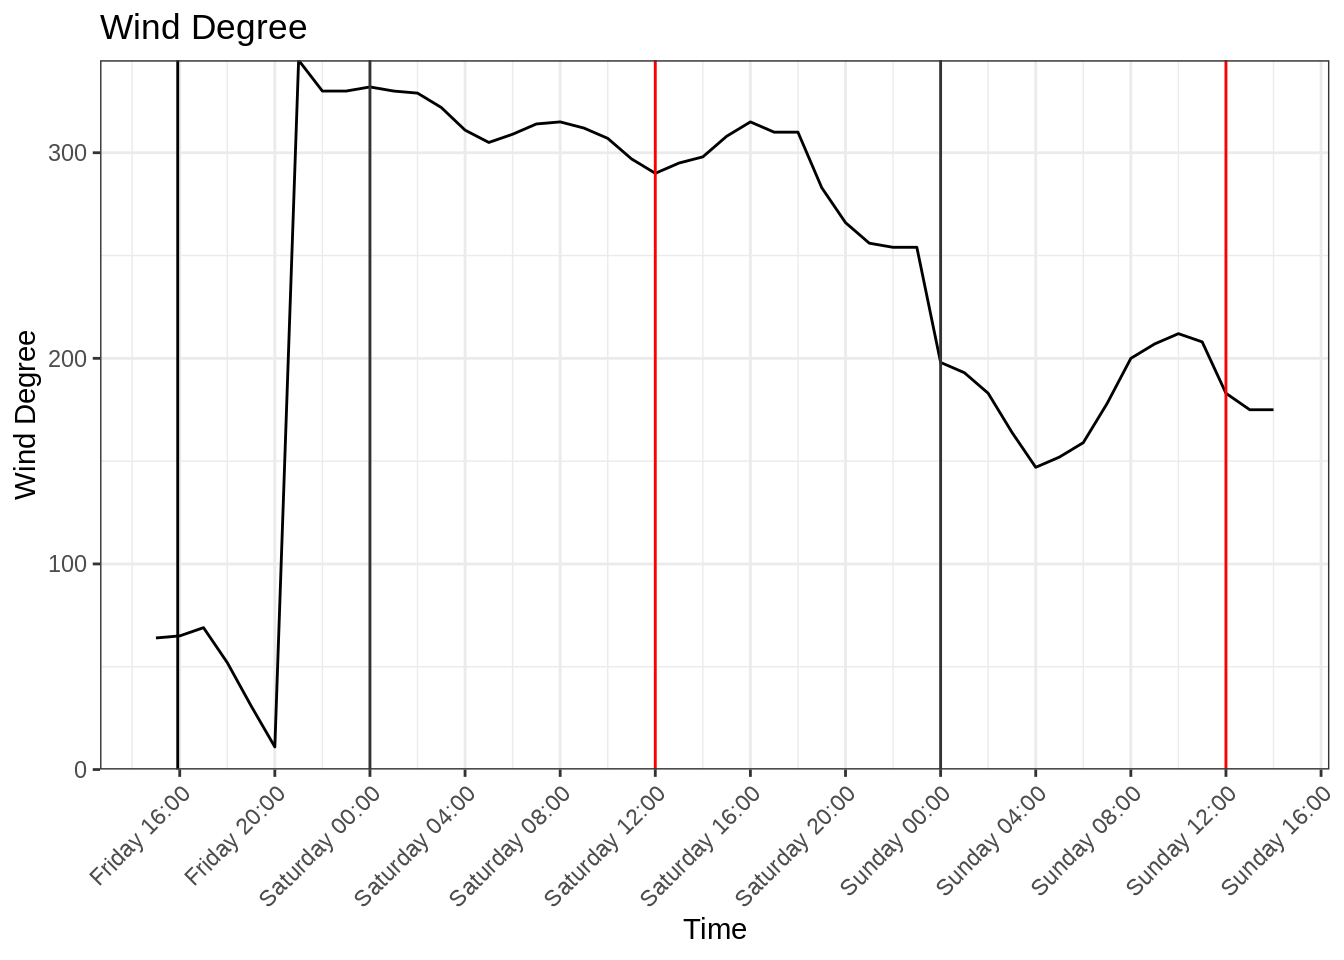 Wind Degree
Wind Degree
300
200
100
0
Friday 16:00
Friday 20:00
Saturday 00:00
Saturday 04:00
Saturday 08:00
Saturday 12:00
Saturday 16:00
Saturday 20:00
Sunday 00:00
Sunday 04:00
Sunday 08:00
Sunday 12:00
Sunday 16:00
Time